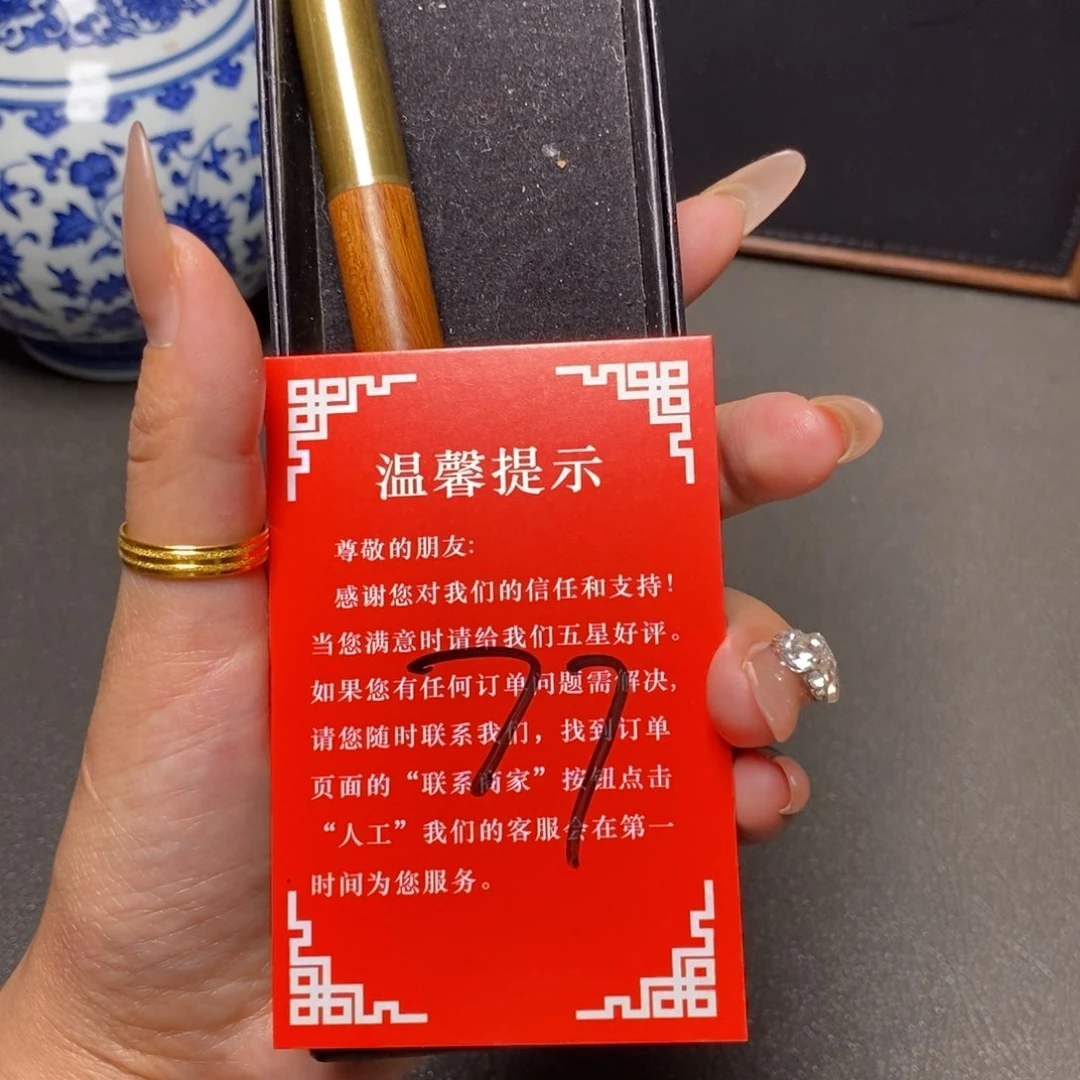 温馨提示
尊敬的朋友:
感谢您对我们的信任和支持!
当您满意时请给我们五星好评。
如果您有任何订单问题需解决,
请您随时联系我们，找到订单
页面的“联系商家”按钮点击
“人工”我们的客服会在第一
时间为您服务。
77